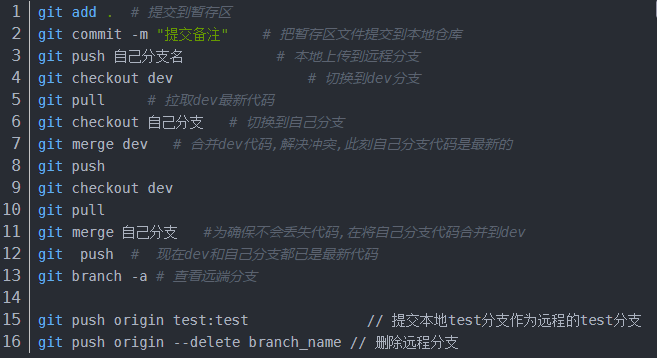 1 git add . # 提交到暂存区
2 git commit -m "提交备注" # 把暂存区文件提交到本地仓库
3 git push 自己分支名 # 本地上传到远程分支
4 git checkout dev # 切换到dev分支
5 git pull # 拉取dev最新代码
6 git checkout 自己分支 # 切换到自己分支
7 git merge dev # 合并dev代码,解决冲突,此刻自己分支代码是最新的
8 git push
9 git checkout dev
10 git pull
11 git merge 自己分支 #为确保不会丢失代码,在将自己分支代码合并到dev
12 git push # 现在dev和自己分支都已是最新代码
13 git branch -a # 查看远端分支
14
15 git push origin test:test // 提交本地test分支作为远程的test分支
16 git push origin --delete branch_name // 删除远程分支